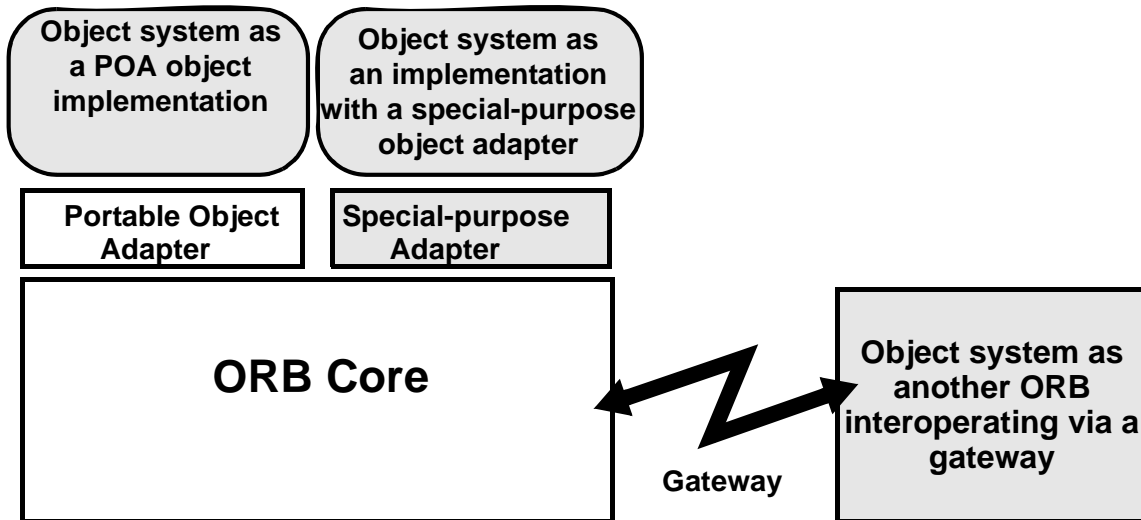 Object system as
a POA object
implementation
Object system as
an implementation
with a special-purpose
object adapter
Portable Object
Adapter
Special-purpose
Adapter
ORB Core
Object system as
another ORB
interoperating via a
gateway
Gateway